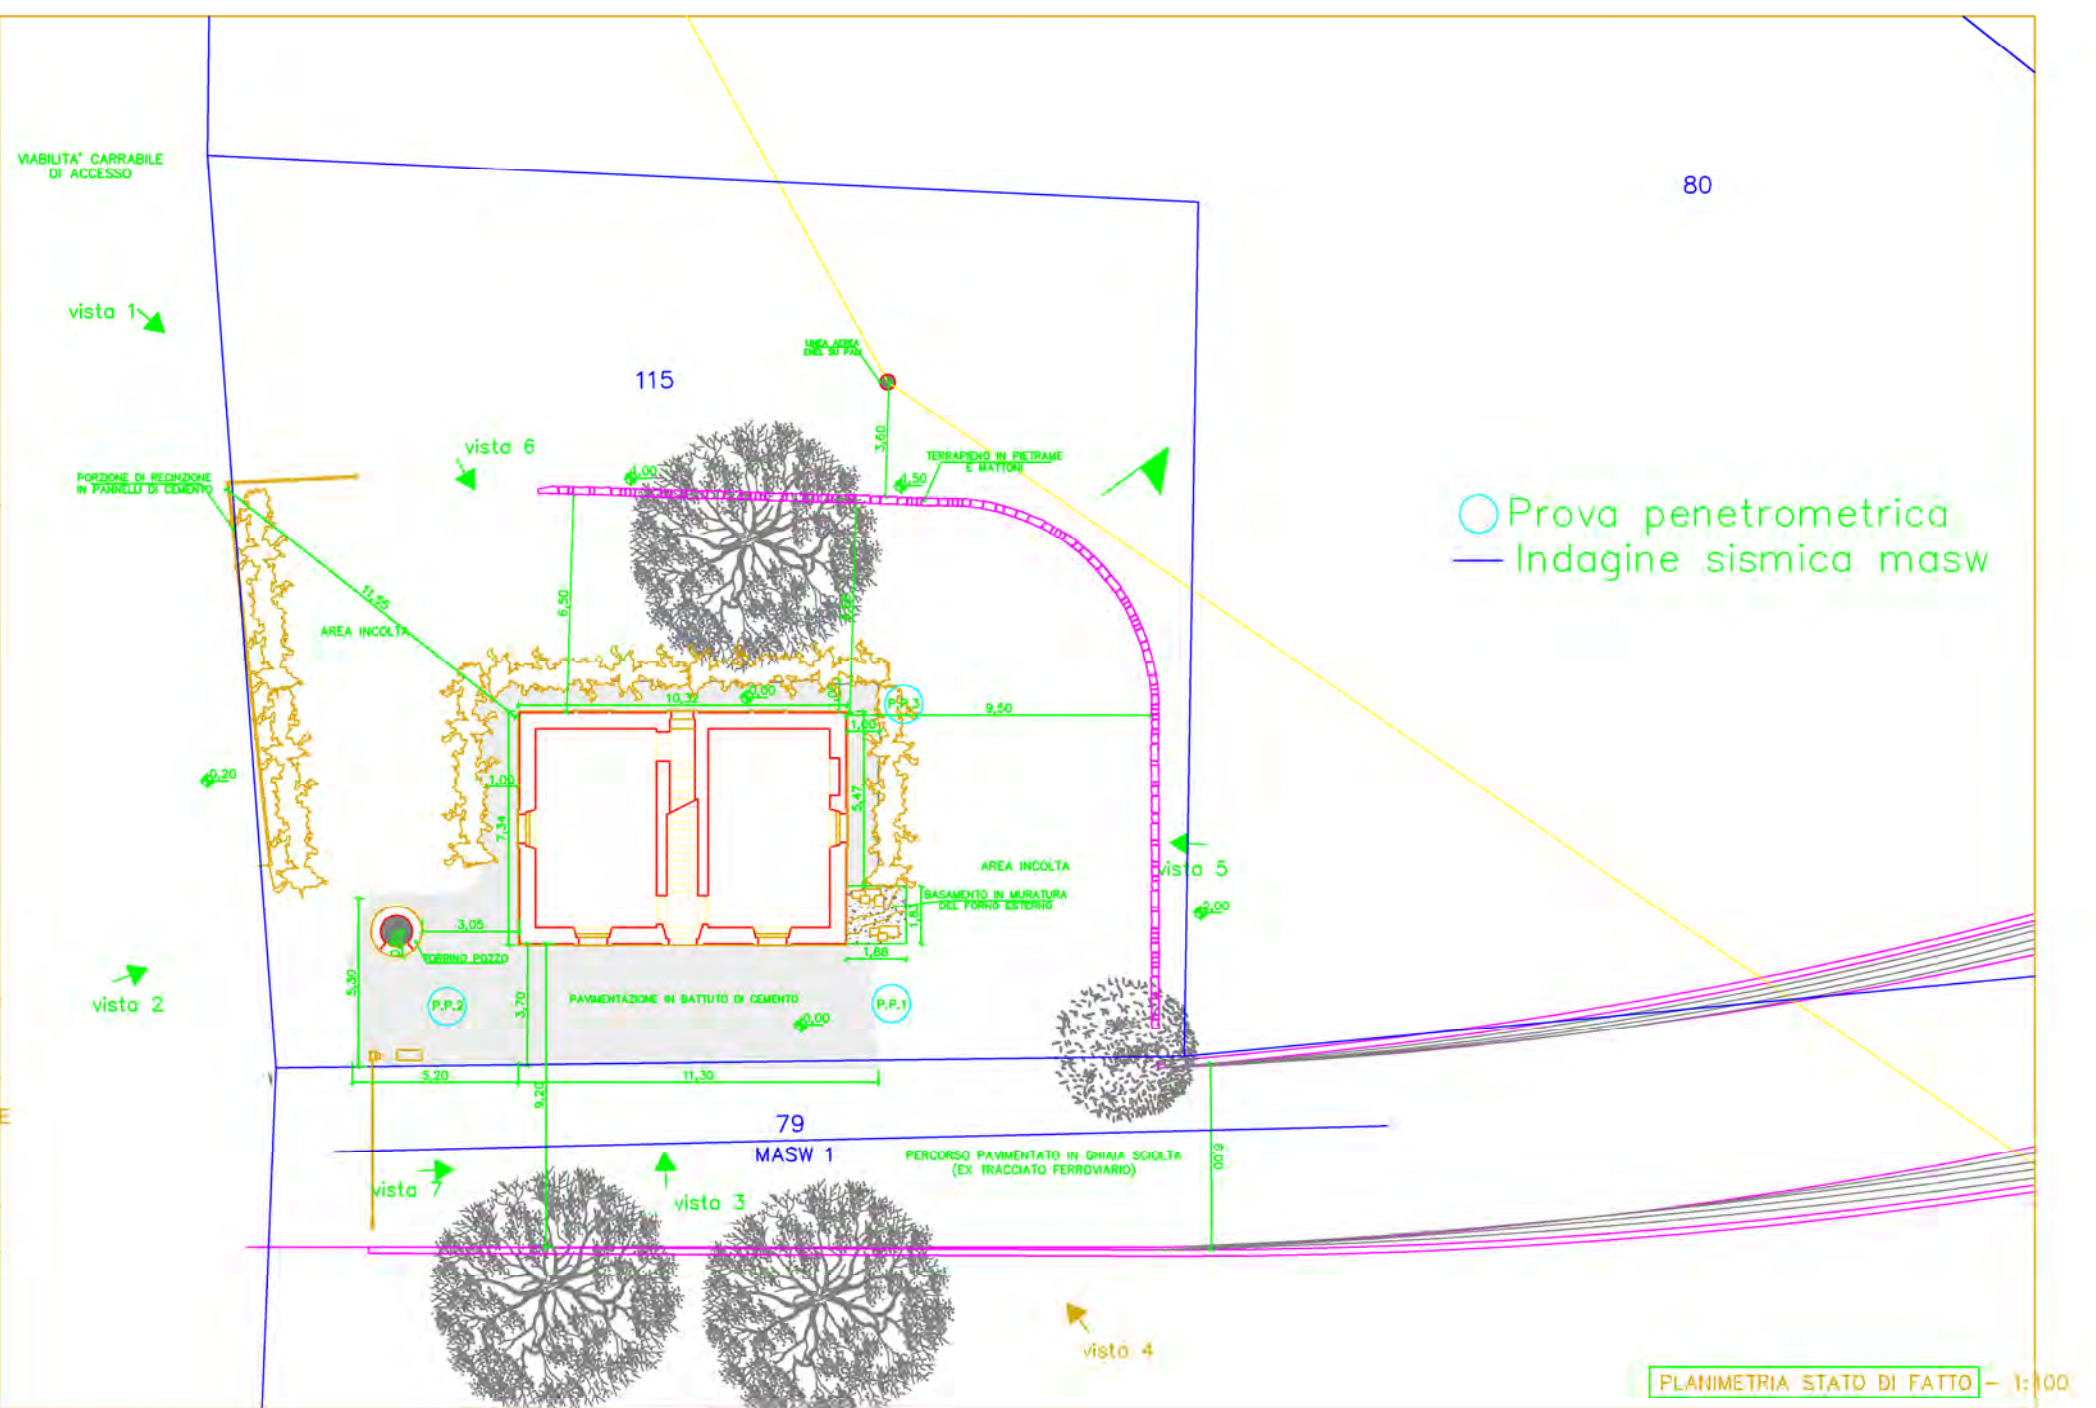 VIABILITA' CARRABILE
DI ACCESSO
80
vista 1
LINEA AEREA
ENEL SU PALI
115
3,60
vista 6
TERRAPIENO IN PIETRAME
E MATTONI
1,00
1,50
PORZIONE DI RECINZIONE
IN PANNELLI DI CEMENTO
Prova penetrometrica
Indagine sismica masw
11,55
6,50
AREA INCOLTA
10,32
0,00
P.P.3
9,50
1,00
0,20
1,00
7,34
5,47
AREA INCOLTA
vista 5
BASAMENTO IN MURATURA
DEL FORNO ESTERNO
1,83
2,00
3,05
TORRINO POZZO
1,88
5,30
vista 2
P.P.2
3,70
PAVIMENTAZIONE IN BATTUTO DI CEMENTO
P.P.1
0,00
5,20
11,30
9,20
E
79
MASW 1
PERCORSO PAVIMENTATO IN GHIAIA SCIOLTA
(EX TRACCIATO FERROVIARIO)
6,00
vista 7
vista 3
vista 4
PLANIMETRIA STATO DI FATTO - 1:100